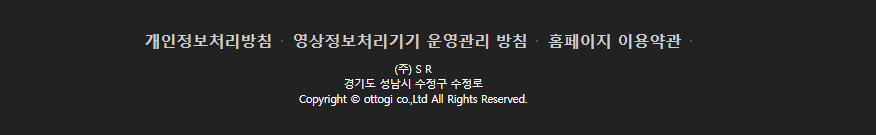 개인정보처리방침 · 영상정보처리기기 운영관리 방침 · 홈페이지 이용약관 ·
(주) S R
경기도 성남시 수정구 수정로
Copyright © ottogi co.,Ltd All Rights Reserved.